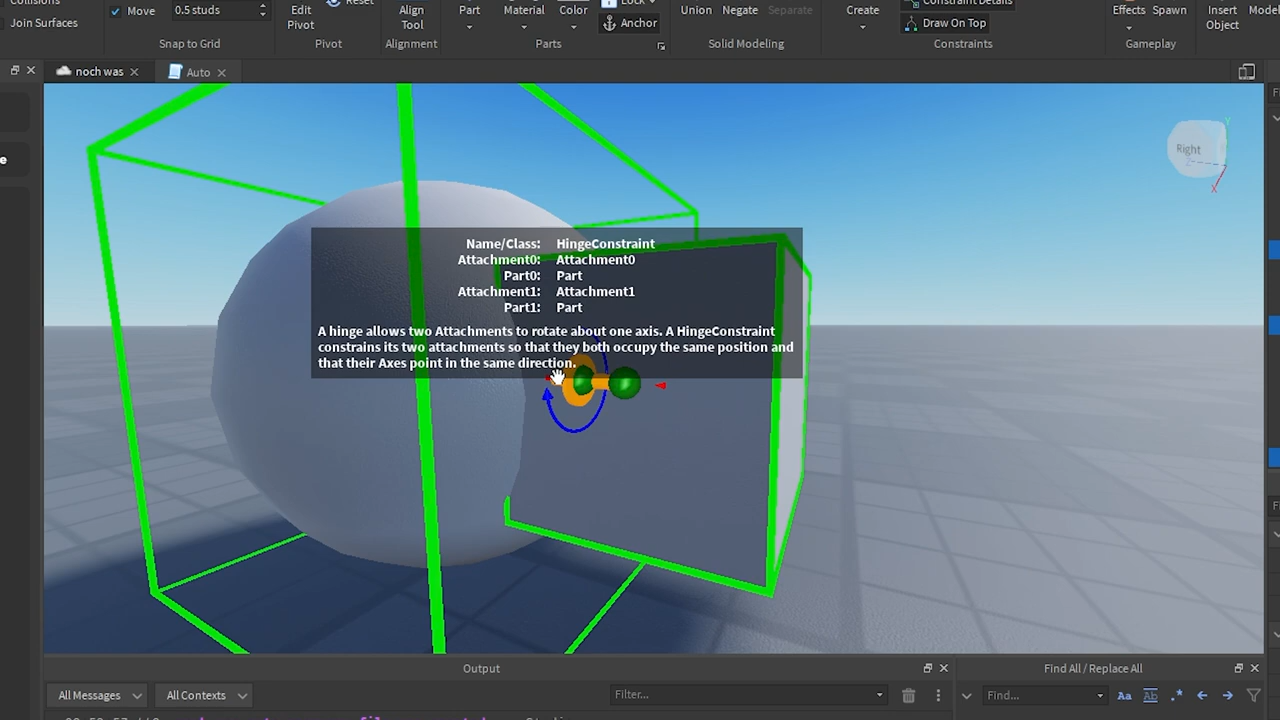 Collisions
Join Surfaces
Move
0.5 studs
Snap to Grid
Edit
Pivot
Reset
Pivot
Align
Tool
Alignment
Part
Material
Color
Lock
Anchor
Parts
Union
Negate
Separate
Solid Modeling
Create
Constraint Details
Draw On Top
Constraints
Effects
Spawn
Gameplay
Insert
Object
Model
noch was
Auto
Right
Y
X
Name/Class: HingeConstraint
Attachment0: Attachment0
Part0: Part
Attachment1: Attachment1
Part1: Part
A hinge allows two Attachments to rotate about one axis. A HingeConstraint
constrains its two attachments so that they both occupy the same position and
that their Axes point in the same direction.
Output
Find All / Replace All
All Messages
All Contexts
Filter...
Find...
Aa
Ab